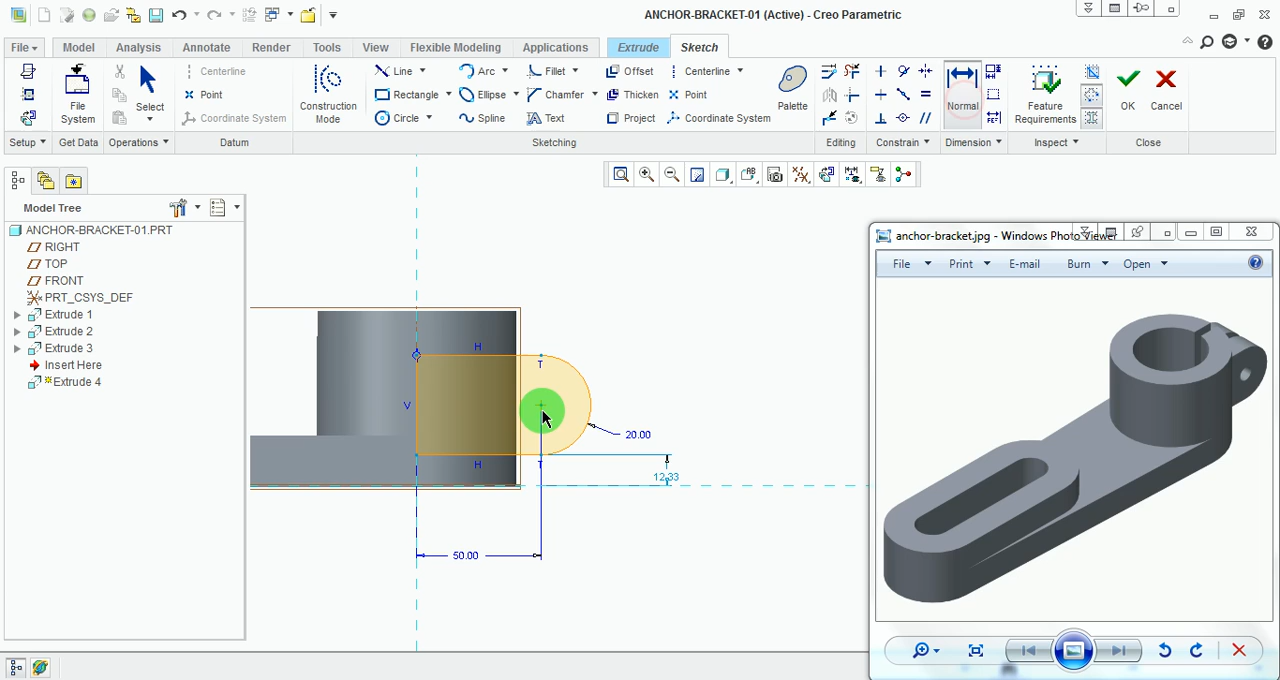 ANCHOR-BRACKET-01 (Active) - Creo Parametric
File Model Analysis Annotate Render Tools View Flexible Modeling Applications Extrude Sketch
File System
Select
Centerline
Point
Coordinate System
Construction Mode
Line
Rectangle
Circle
Arc
Ellipse
Spline
Fillet
Chamfer
Text
Offset
Thicken
Project
Centerline
Point
Coordinate System
Palette
Normal
Feature Requirements
OK
Cancel
Setup Get Data Operations Datum Sketching Editing Constrain Dimension Inspect Close
Model Tree
ANCHOR-BRACKET-01.PRT
RIGHT
TOP
FRONT
PRT_CSYS_DEF
Extrude 1
Extrude 2
Extrude 3
Insert Here
Extrude 4
H
T
V
20.00
H
T
12.33
50.00
anchor-bracket.jpg - Windows Photo Viewer
File Print E-mail Burn Open